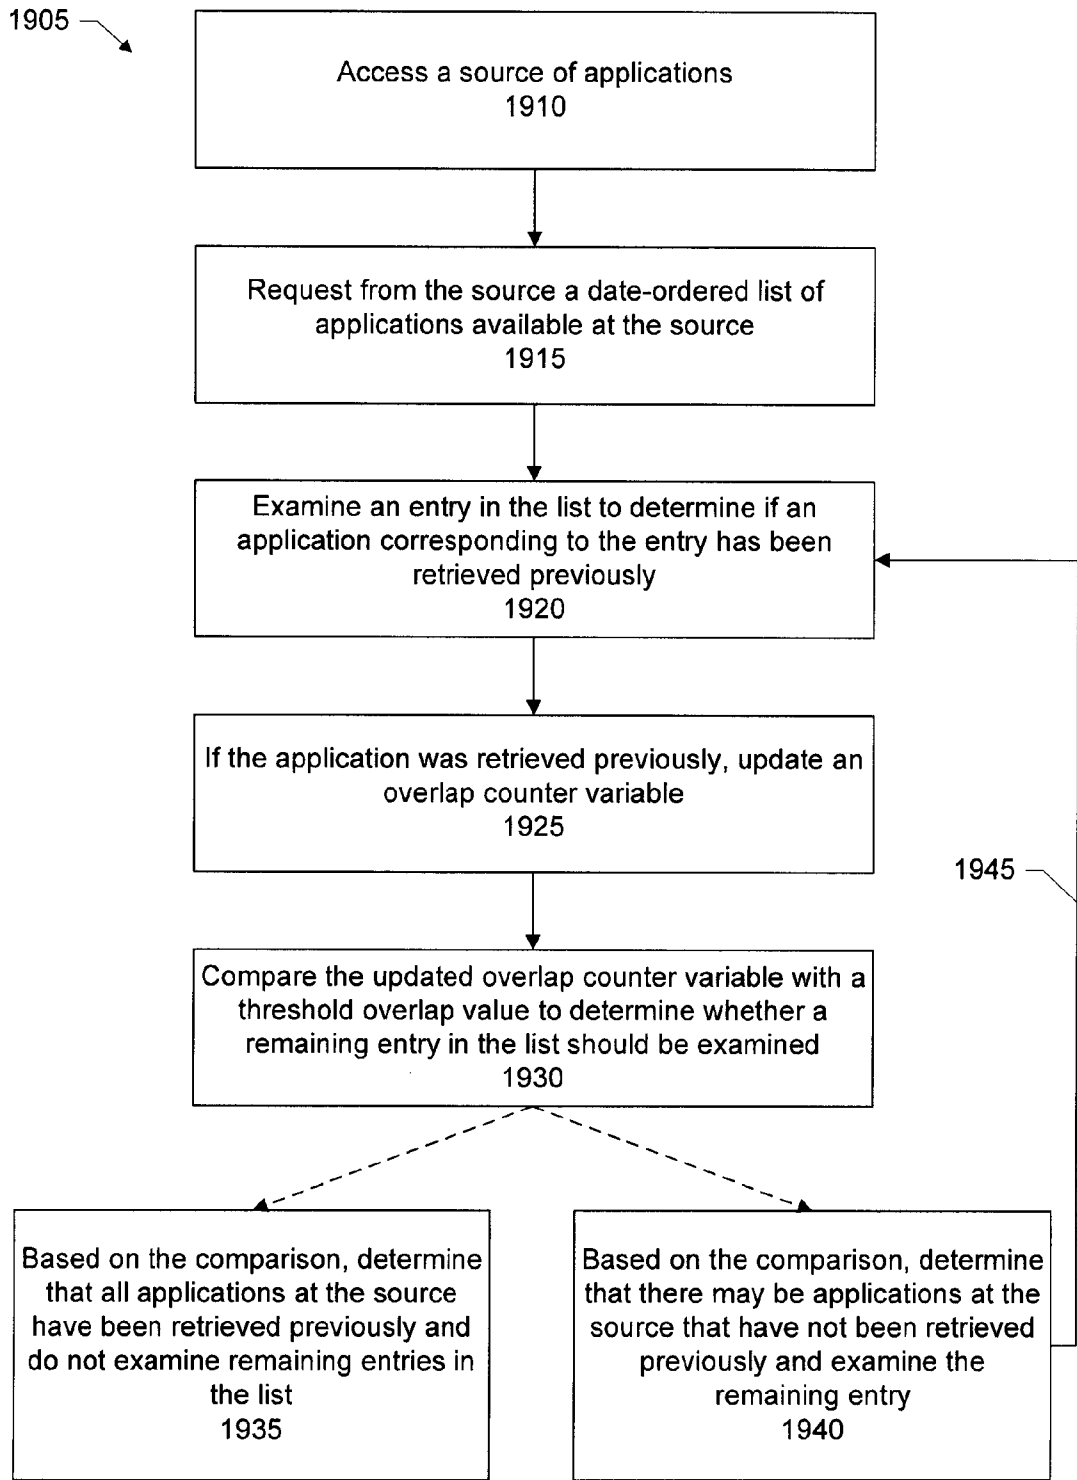 1905
Access a source of applications
1910
Request from the source a date-ordered list of
applications available at the source
1915
Examine an entry in the list to determine if an
application corresponding to the entry has been
retrieved previously
1920
If the application was retrieved previously, update an
overlap counter variable
1925
1945
Compare the updated overlap counter variable with a
threshold overlap value to determine whether a
remaining entry in the list should be examined
1930
Based on the comparison, determine
that all applications at the source
have been retrieved previously and
do not examine remaining entries in
the list
1935
Based on the comparison, determine
that there may be applications at the
source that have not been retrieved
previously and examine the
remaining entry
1940